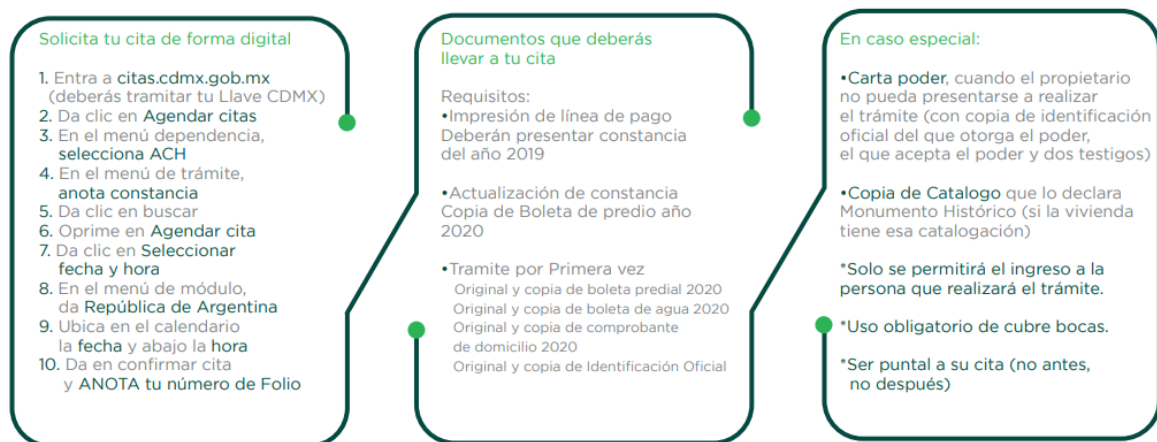 Solicita tu cita de forma digital
1. Entra a citas.cdmx.gob.mx
(deberás tramitar tu Llave CDMX)
2. Da clic en Agendar citas
3. En el menú dependencia,
selecciona ACH
4. En el menú de trámite,
anota constancia
5. Da clic en buscar
6. Oprime en Agendar cita
7. Da clic en Seleccionar
fecha y hora
8. En el menú de módulo,
da República de Argentina
9. Ubica en el calendario
la fecha y abajo la hora
10. Da en confirmar cita
y ANOTA tu número de Folio
Documentos que deberás
llevar a tu cita
Requisitos:
•Impresión de línea de pago
Deberán presentar constancia
del año 2019
•Actualización de constancia
Copia de Boleta de predio año
2020
•Tramite por Primera vez
Original y copia de boleta predial 2020
Original y copia de boleta de agua 2020
Original y copia de comprobante
de domicilio 2020
Original y copia de Identificación Oficial
En caso especial:
•Carta poder, cuando el propietario
no pueda presentarse a realizar
el trámite (con copia de identificación
oficial del que otorga el poder,
el que acepta el poder y dos testigos)
•Copia de Catalogo que lo declara
Monumento Histórico (si la vivienda
tiene esa catalogación)
*Solo se permitirá el ingreso a la
persona que realizará el trámite.
*Uso obligatorio de cubre bocas.
*Ser puntal a su cita (no antes,
no después)